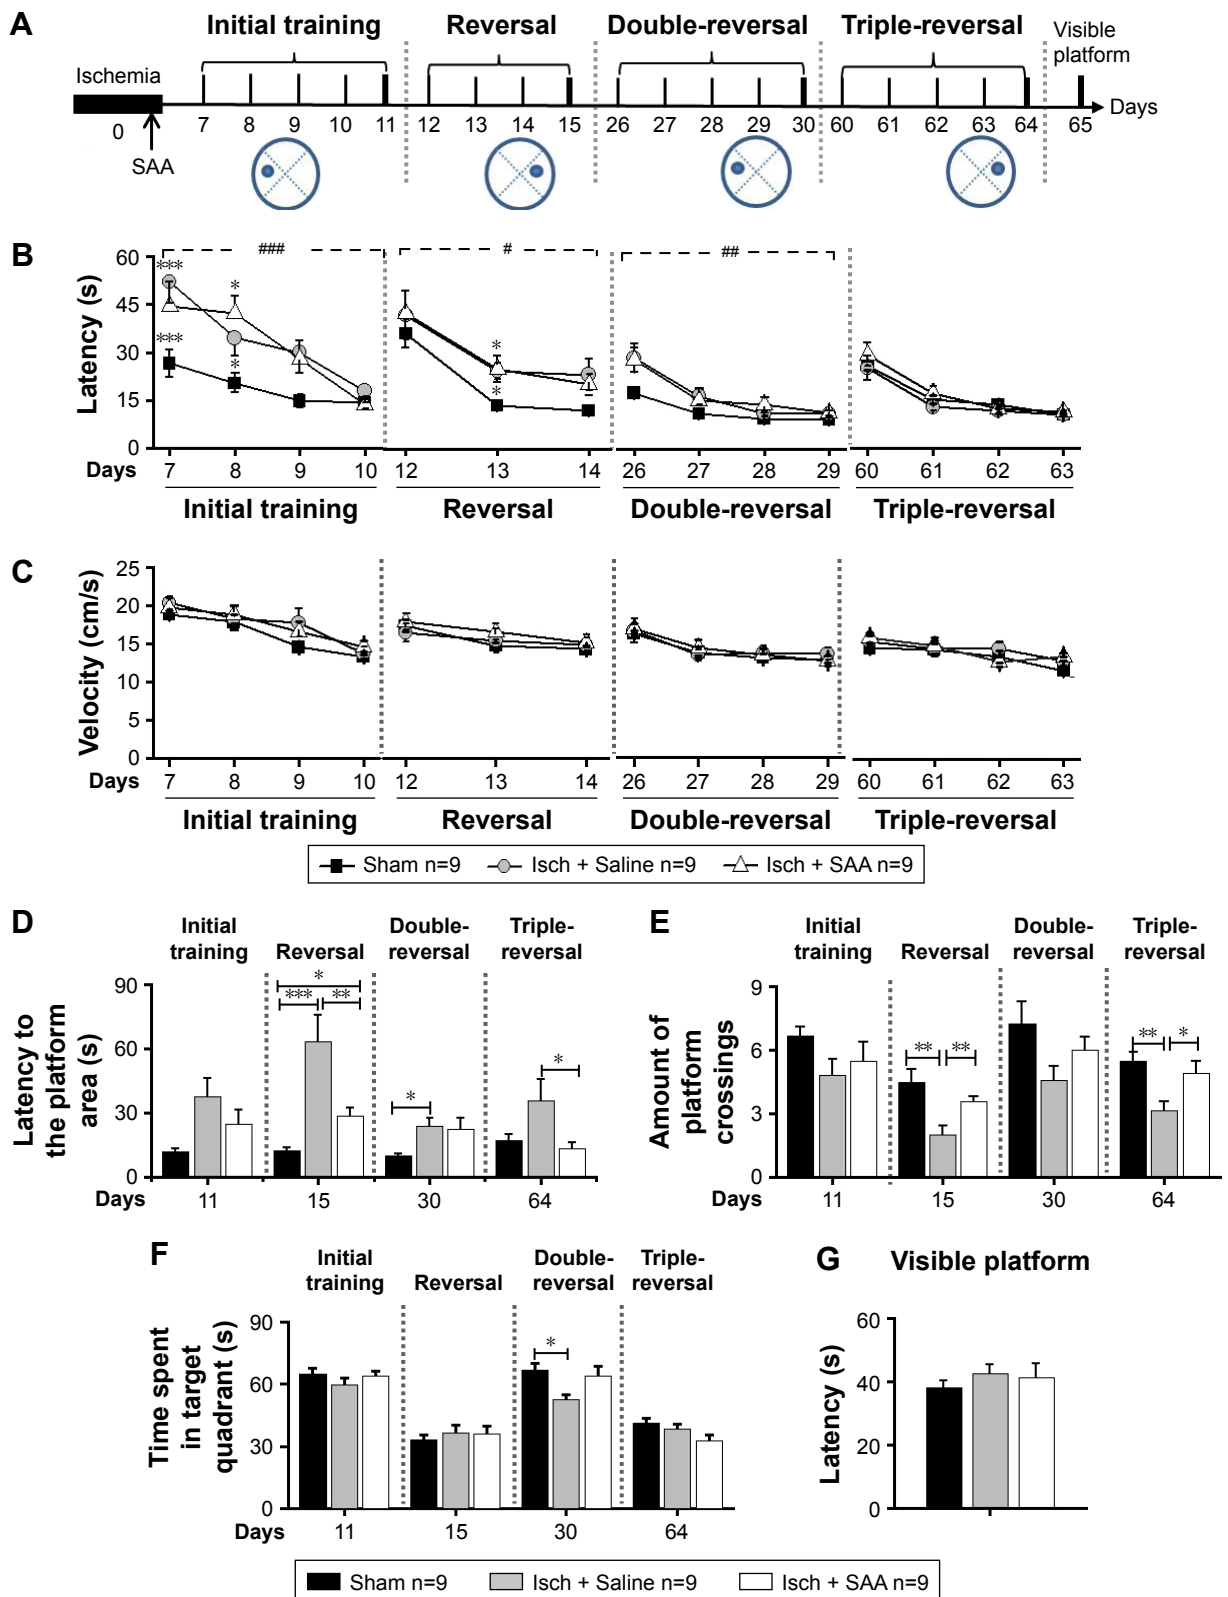 A
Initial training Reversal Double-reversal Triple-reversal
Visible
platform
Ischemia
0 7 8 9 10 11 12 13 14 15 26 27 28 29 30 60 61 62 63 64 65 Days
SAA
B
Latency (s)
60
45
30
15
0
### # ##
*** *
*** *
*
*
Days 7 8 9 10 12 13 14 26 27 28 29 60 61 62 63
Initial training Reversal Double-reversal Triple-reversal
C
Velocity (cm/s)
25
20
15
10
5
0
Days 7 8 9 10 12 13 14 26 27 28 29 60 61 62 63
Initial training Reversal Double-reversal Triple-reversal
Sham n=9 Isch + Saline n=9 Isch + SAA n=9
D
Initial
training
Reversal
Double-
reversal
Triple-
reversal
Latency to
the platform
area (s)
90
60
30
0
*
*** **
*
*
Days 11 15 30 64
E
Initial
training
Reversal
Double-
reversal
Triple-
reversal
Amount of
platform
crossings
9
6
3
0
** **
** *
11 15 30 64
Days
F
Initial
training
Reversal
Double-
reversal
Triple-
reversal
Time spent
in target
quadrant (s)
90
60
30
0
*
Days 11 15 30 64
G
Visible platform
Latency (s)
60
40
20
0
Sham n=9 Isch + Saline n=9 Isch + SAA n=9